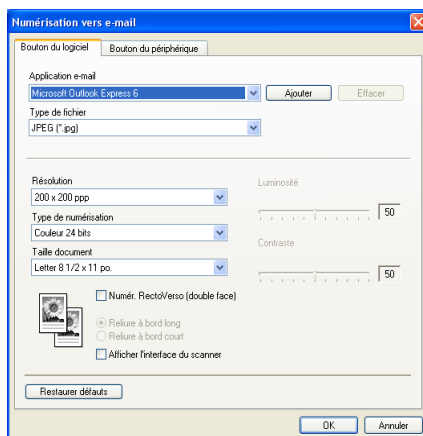 Numérisation vers e-mail
Bouton du logiciel Bouton du périphérique
Application e-mail
Microsoft Outlook Express 6 Ajouter Effacer
Type de fichier
JPEG (*.jpg)
Résolution Luminosité
200 x 200 ppp
50
Type de numérisation
Couleur 24 bits
Contraste
Taille document
Letter 8 1/2 x 11 po.
50
Numér. RectoVerso (double face)
Reliure à bord long
Reliure à bord court
Afficher l'interface du scanner
Restaurer défauts
OK Annuler